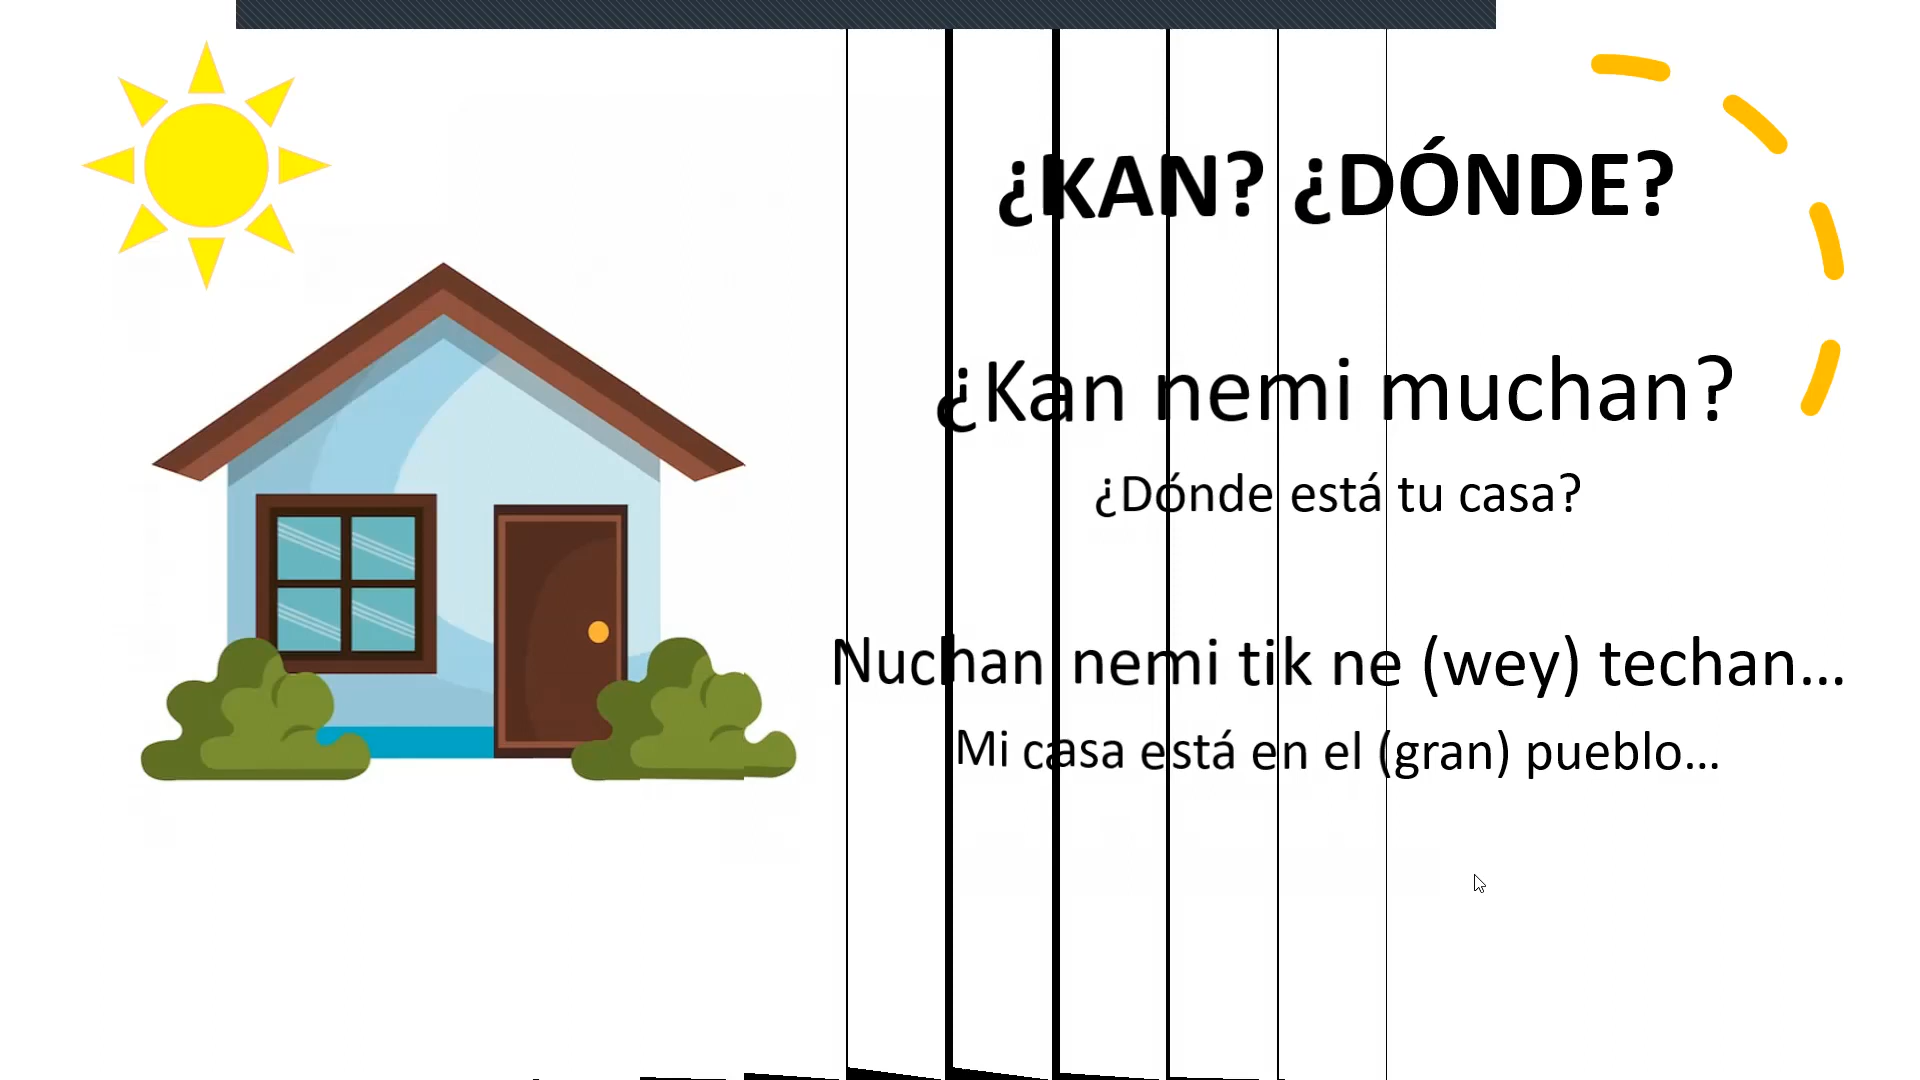 ¿KAN? ¿DÓNDE?
¿Kan nemi muchan?
¿Dónde está tu casa?
Nuchan nemi tik ne (wey) techan...
Mi casa está en el (gran) pueblo...